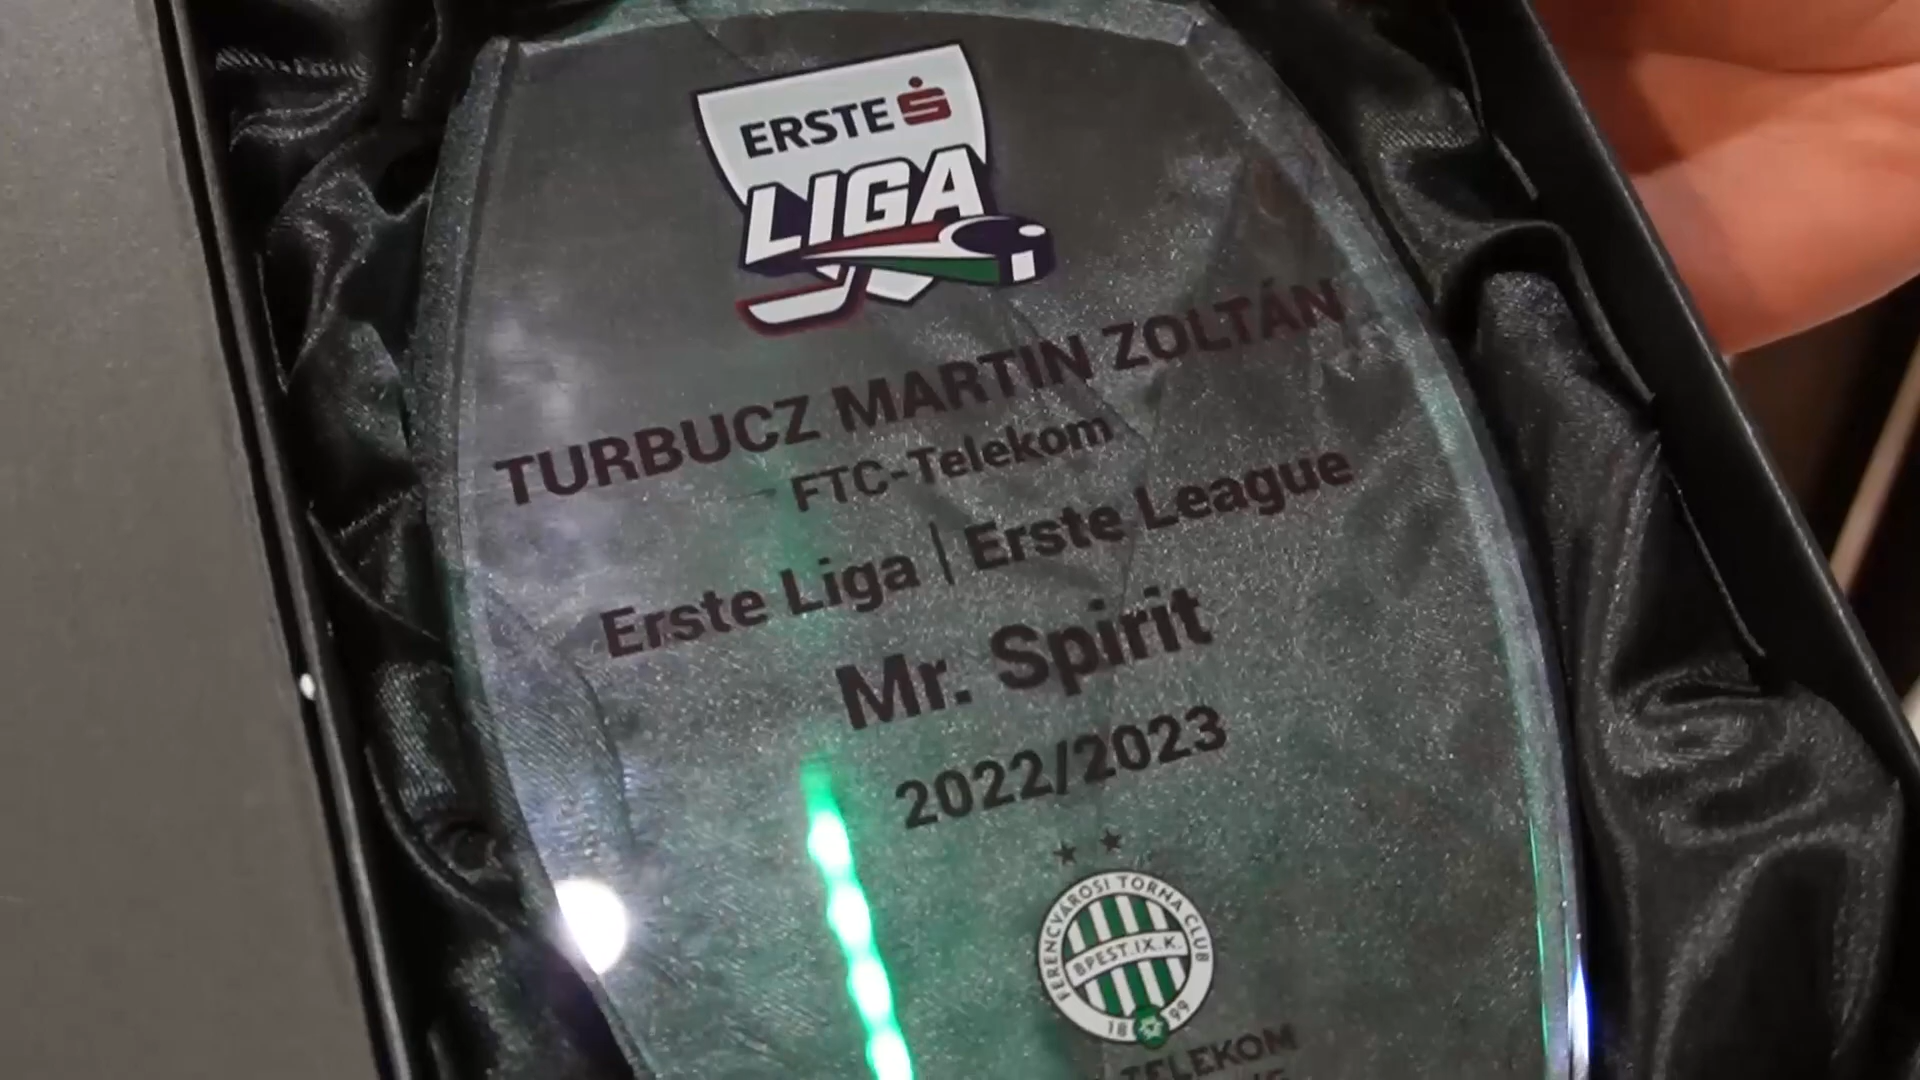 ERSTE
LIGA
TURBUCZ MARTIN ZOLTÁN
FTC-Telekom
Erste Liga | Erste League
Mr. Spirit
2022/2023
FERENCVÁROSI TORNA CLUB
BPEST.IX.K.
18 99
TELEKOM